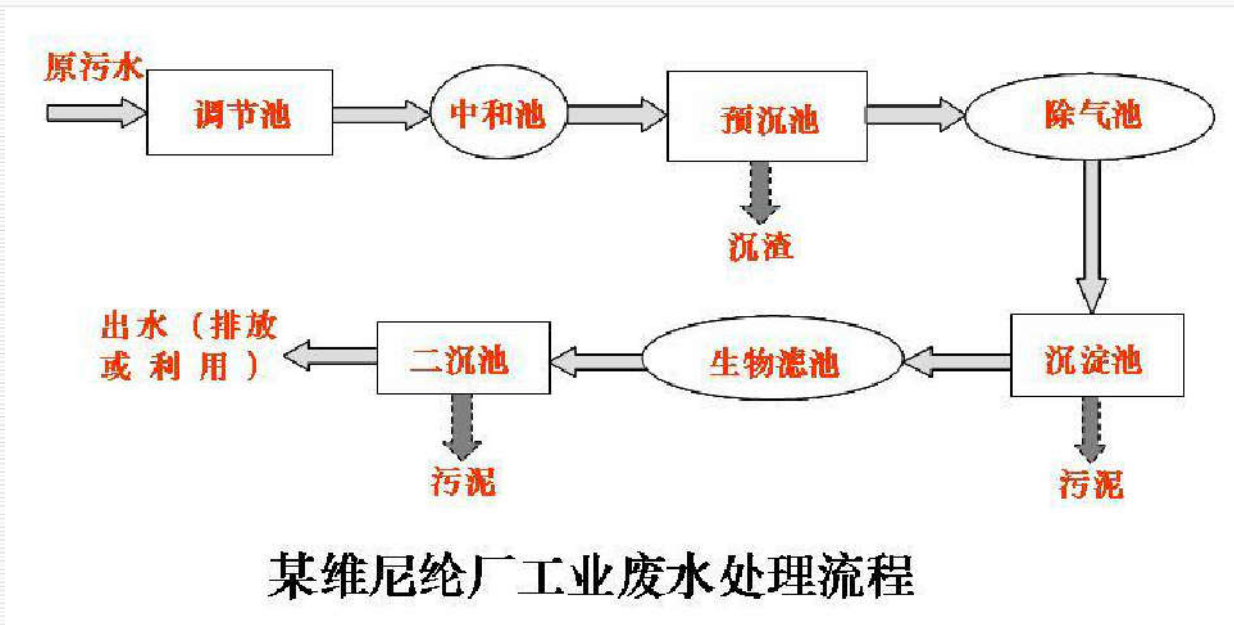 原污水
调节池
中和池
预沉池
除气池
沉渣
出水（排放
或利用）
二沉池
生物滤池
沉淀池
污泥
污泥
某维尼纶厂工业废水处理流程